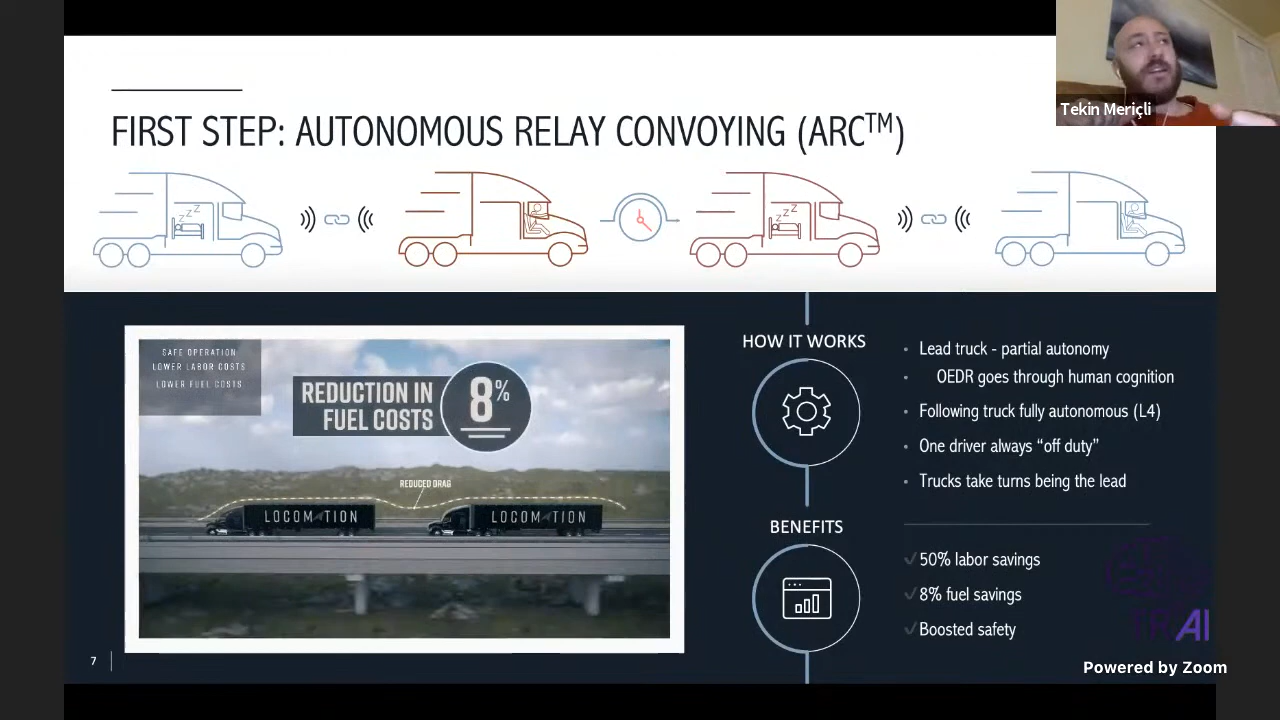 Tekin Meriçli
FIRST STEP: AUTONOMOUS RELAY CONVOYING (ARC™)
z z z
z z z
SAFE OPERATION
LOWER LABOR COSTS
LOWER FUEL COSTS
REDUCTION IN
FUEL COSTS
8%
REDUCED DRAG
LOCOMATION
LOCOMATION
HOW IT WORKS
• Lead truck - partial autonomy
• OEDR goes through human cognition
• Following truck fully autonomous (L4)
• One driver always “off duty”
• Trucks take turns being the lead
BENEFITS
✓50% labor savings
✓8% fuel savings
✓Boosted safety
TRAI
7
Powered by Zoom